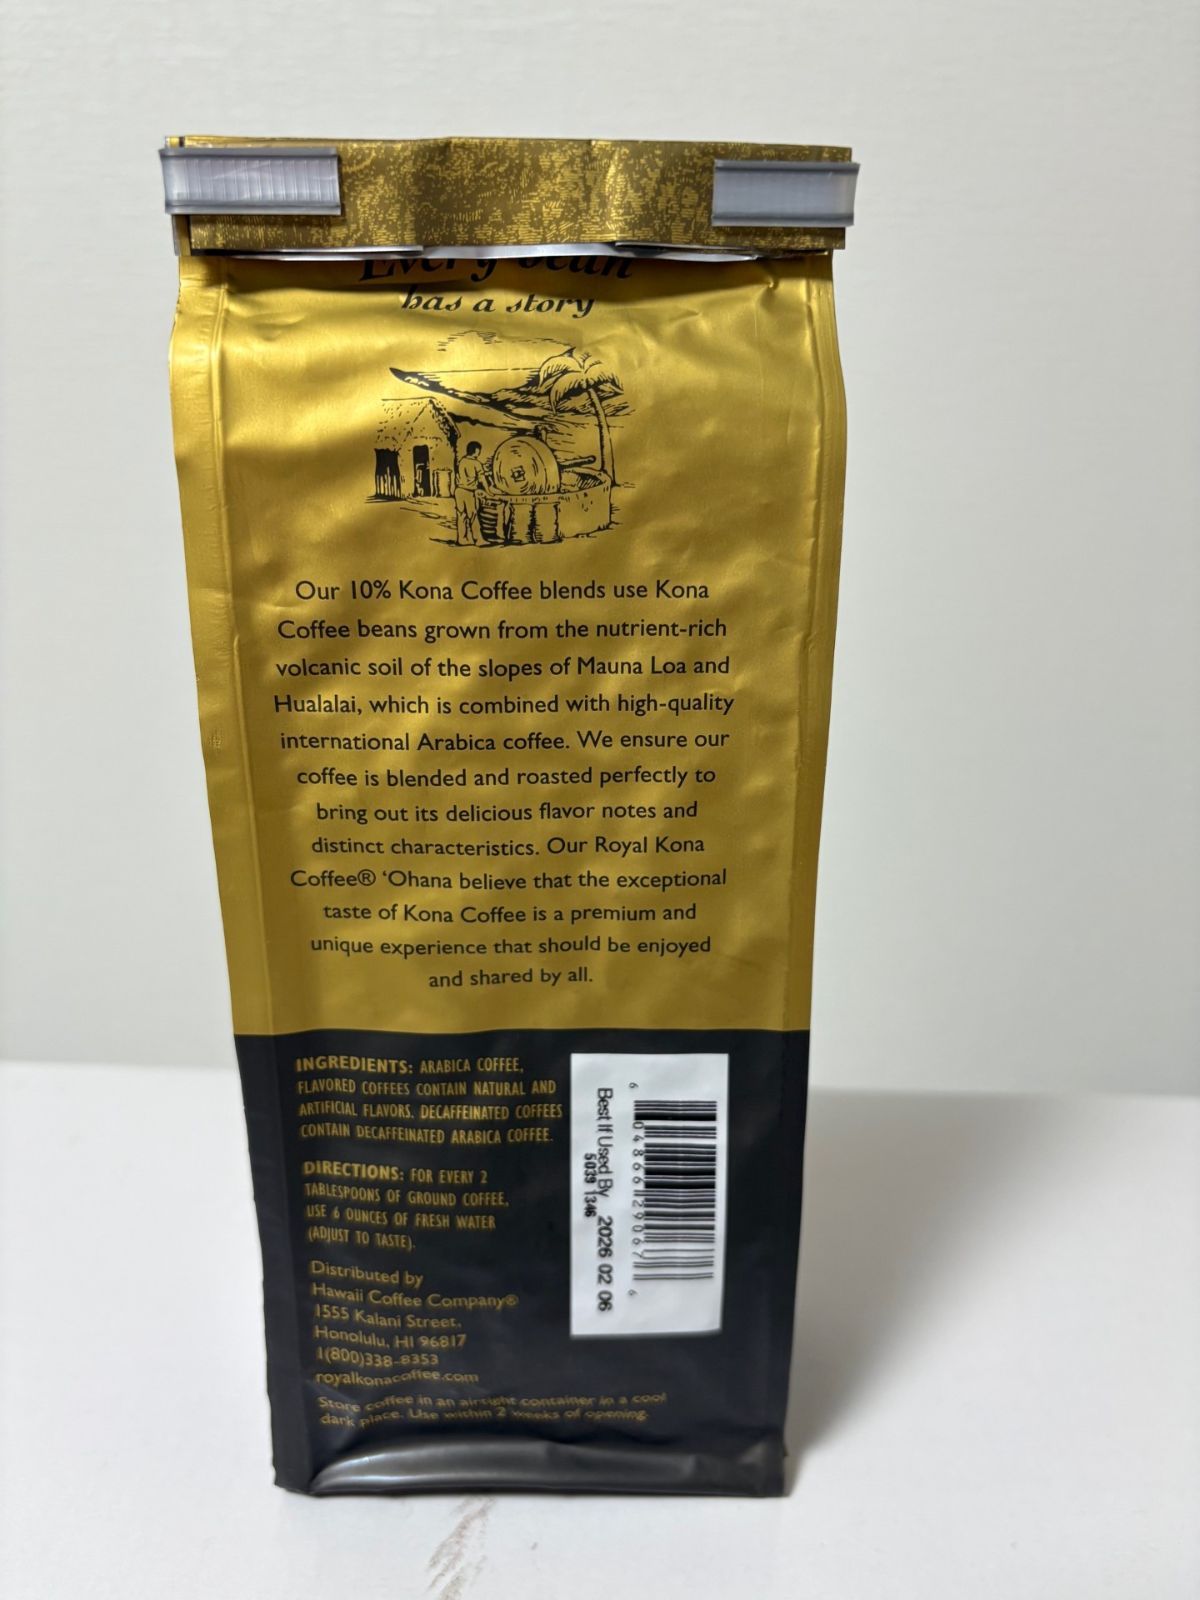 Every bean
has a story
Our 10% Kona Coffee blends use Kona
Coffee beans grown from the nutrient-rich
volcanic soil of the slopes of Mauna Loa and
Hualalai, which is combined with high-quality
international Arabica coffee. We ensure our
coffee is blended and roasted perfectly to
bring out its delicious flavor notes and
distinct characteristics. Our Royal Kona
Coffee® ‘Ohana believe that the exceptional
taste of Kona Coffee is a premium and
unique experience that should be enjoyed
and shared by all.
INGREDIENTS: ARABICA COFFEE,
FLAVORED COFFEES CONTAIN NATURAL AND
ARTIFICIAL FLAVORS. DECAFFEINATED COFFEES
CONTAIN DECAFFEINATED ARABICA COFFEE.
DIRECTIONS: FOR EVERY 2
TABLESPOONS OF GROUND COFFEE,
USE 6 OUNCES OF FRESH WATER
(ADJUST TO TASTE).
Distributed by
Hawaii Coffee Company®
1555 Kalani Street,
Honolulu, HI 96817
1(800)338-8353
royalkonacoffee.com
Store coffee in an airtight container in a cool
dark place. Use within 2 weeks of opening.
6 04866 29067 6
Best If Used By 2026 02 06
5039 1346